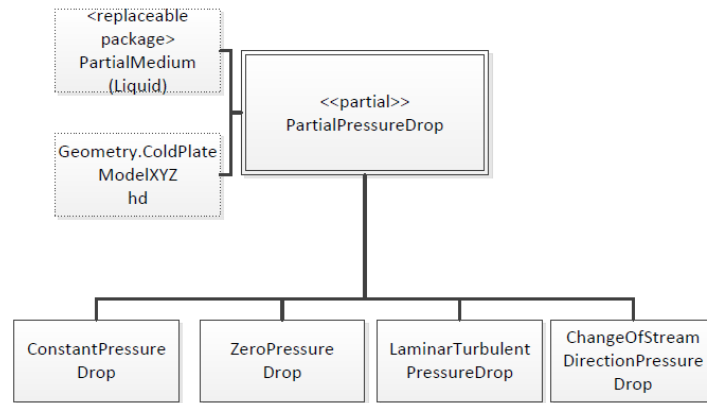 <replaceable
package>
PartialMedium
(Liquid)
<<partial>>
PartialPressureDrop
Geometry.ColdPlate
ModelXYZ
hd
ConstantPressure
Drop
ZeroPressure
Drop
LaminarTurbulent
PressureDrop
ChangeOfStream
DirectionPressure
Drop